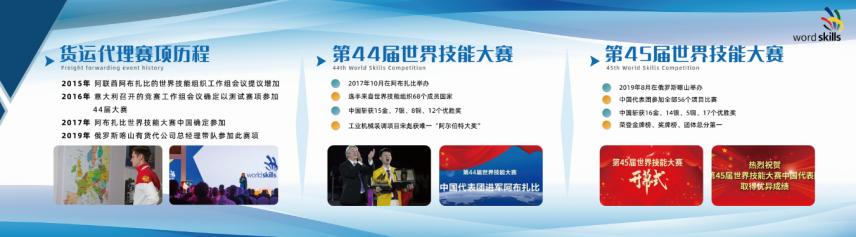 worldskills
货运代理赛项历程
Freight forwarding event history
2015年 阿联酋阿布扎比的世界技能组织工作组会议提议增加
2016年 意大利召开的竞赛工作组会议确定以测试赛项参加
44届大赛
2017年 阿布扎比世界技能大赛中国确定参加
2019年 俄罗斯喀山有货代公司总经理带队参加此赛项
worldskills
第44届世界技能大赛
44th World Skills Competition
2017年10月在阿布扎比举办
选手来自世界技能组织68个成员国家
中国斩获15金、7银、8铜、12个优胜奖
工业机械装调项目宋彪获唯一“阿尔伯特大奖”
第44届世界技能大赛
中国代表团进军阿布扎比
第45届世界技能大赛
45th World Skills Competition
2019年8月在俄罗斯喀山举办
中国代表团参加全部56个项目比赛
中国斩获16金、14银、5铜、17个优胜奖
荣登金牌榜、奖牌榜、团体总分第一
第45届世界技能大赛
开幕式
热烈祝贺
第45届世界技能大赛中国代表团
取得优异成绩